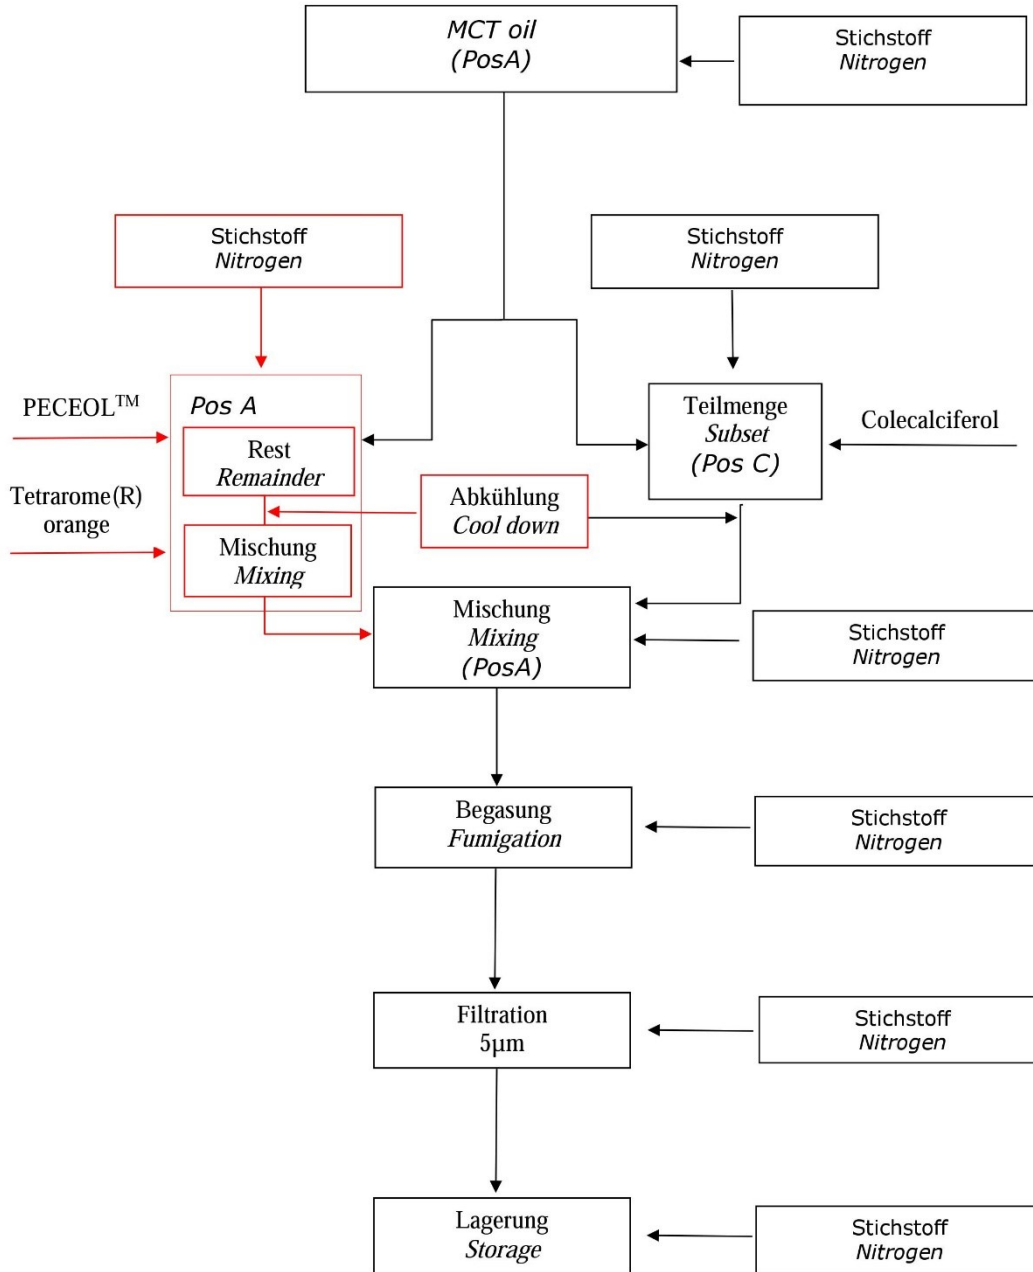 MCT oil
(PosA)
Stichstoff
Nitrogen
Stichstoff
Nitrogen
Stichstoff
Nitrogen
PECEOL™
Pos A
Rest
Remainder
Teilmenge
Subset
(Pos C)
Colecalciferol
Tetrarome(R)
orange
Abkühlung
Cool down
Mischung
Mixing
Mischung
Mixing
(PosA)
Stichstoff
Nitrogen
Begasung
Fumigation
Stichstoff
Nitrogen
Filtration
5µm
Stichstoff
Nitrogen
Lagerung
Storage
Stichstoff
Nitrogen